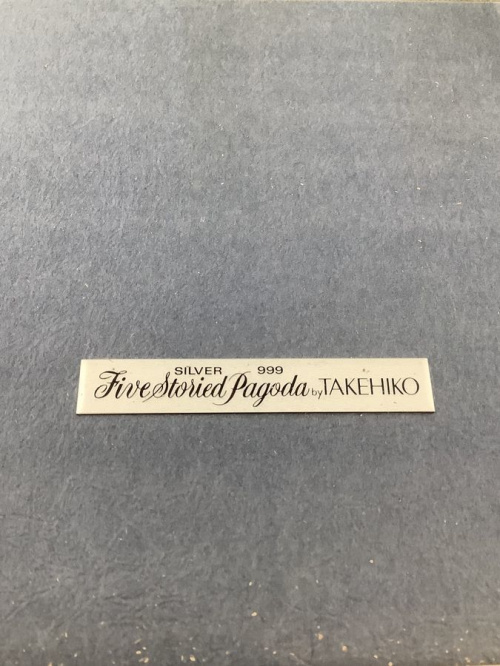 SILVER 999
Five Storied Pagoda by TAKEHIKO